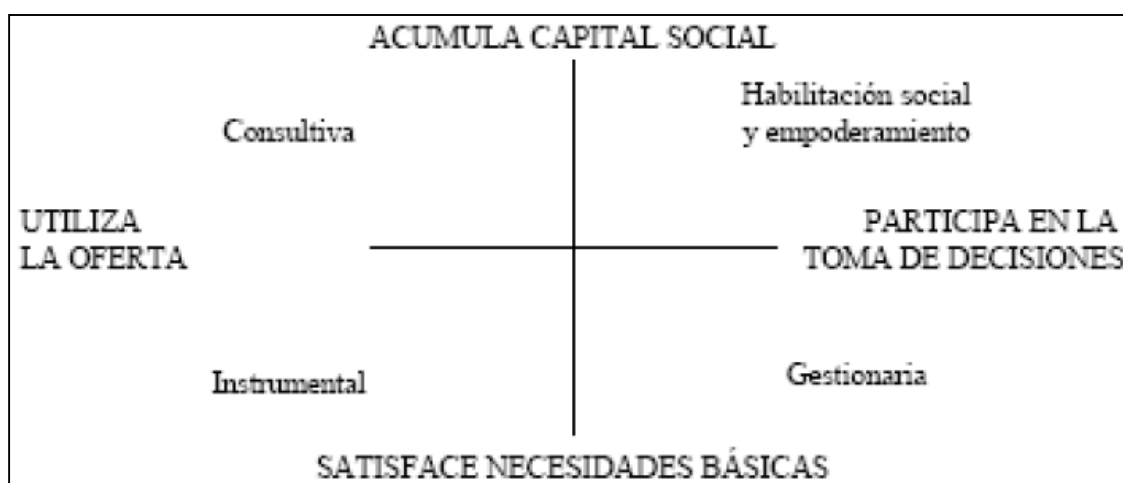 ACUMULA CAPITAL SOCIAL
Consultiva
Habilitación social
y empoderamiento
UTILIZA
LA OFERTA
PARTICIPA EN LA
TOMA DE DECISIONES
Instrumental
Gestionaria
SATISFACE NECESIDADES BÁSICAS